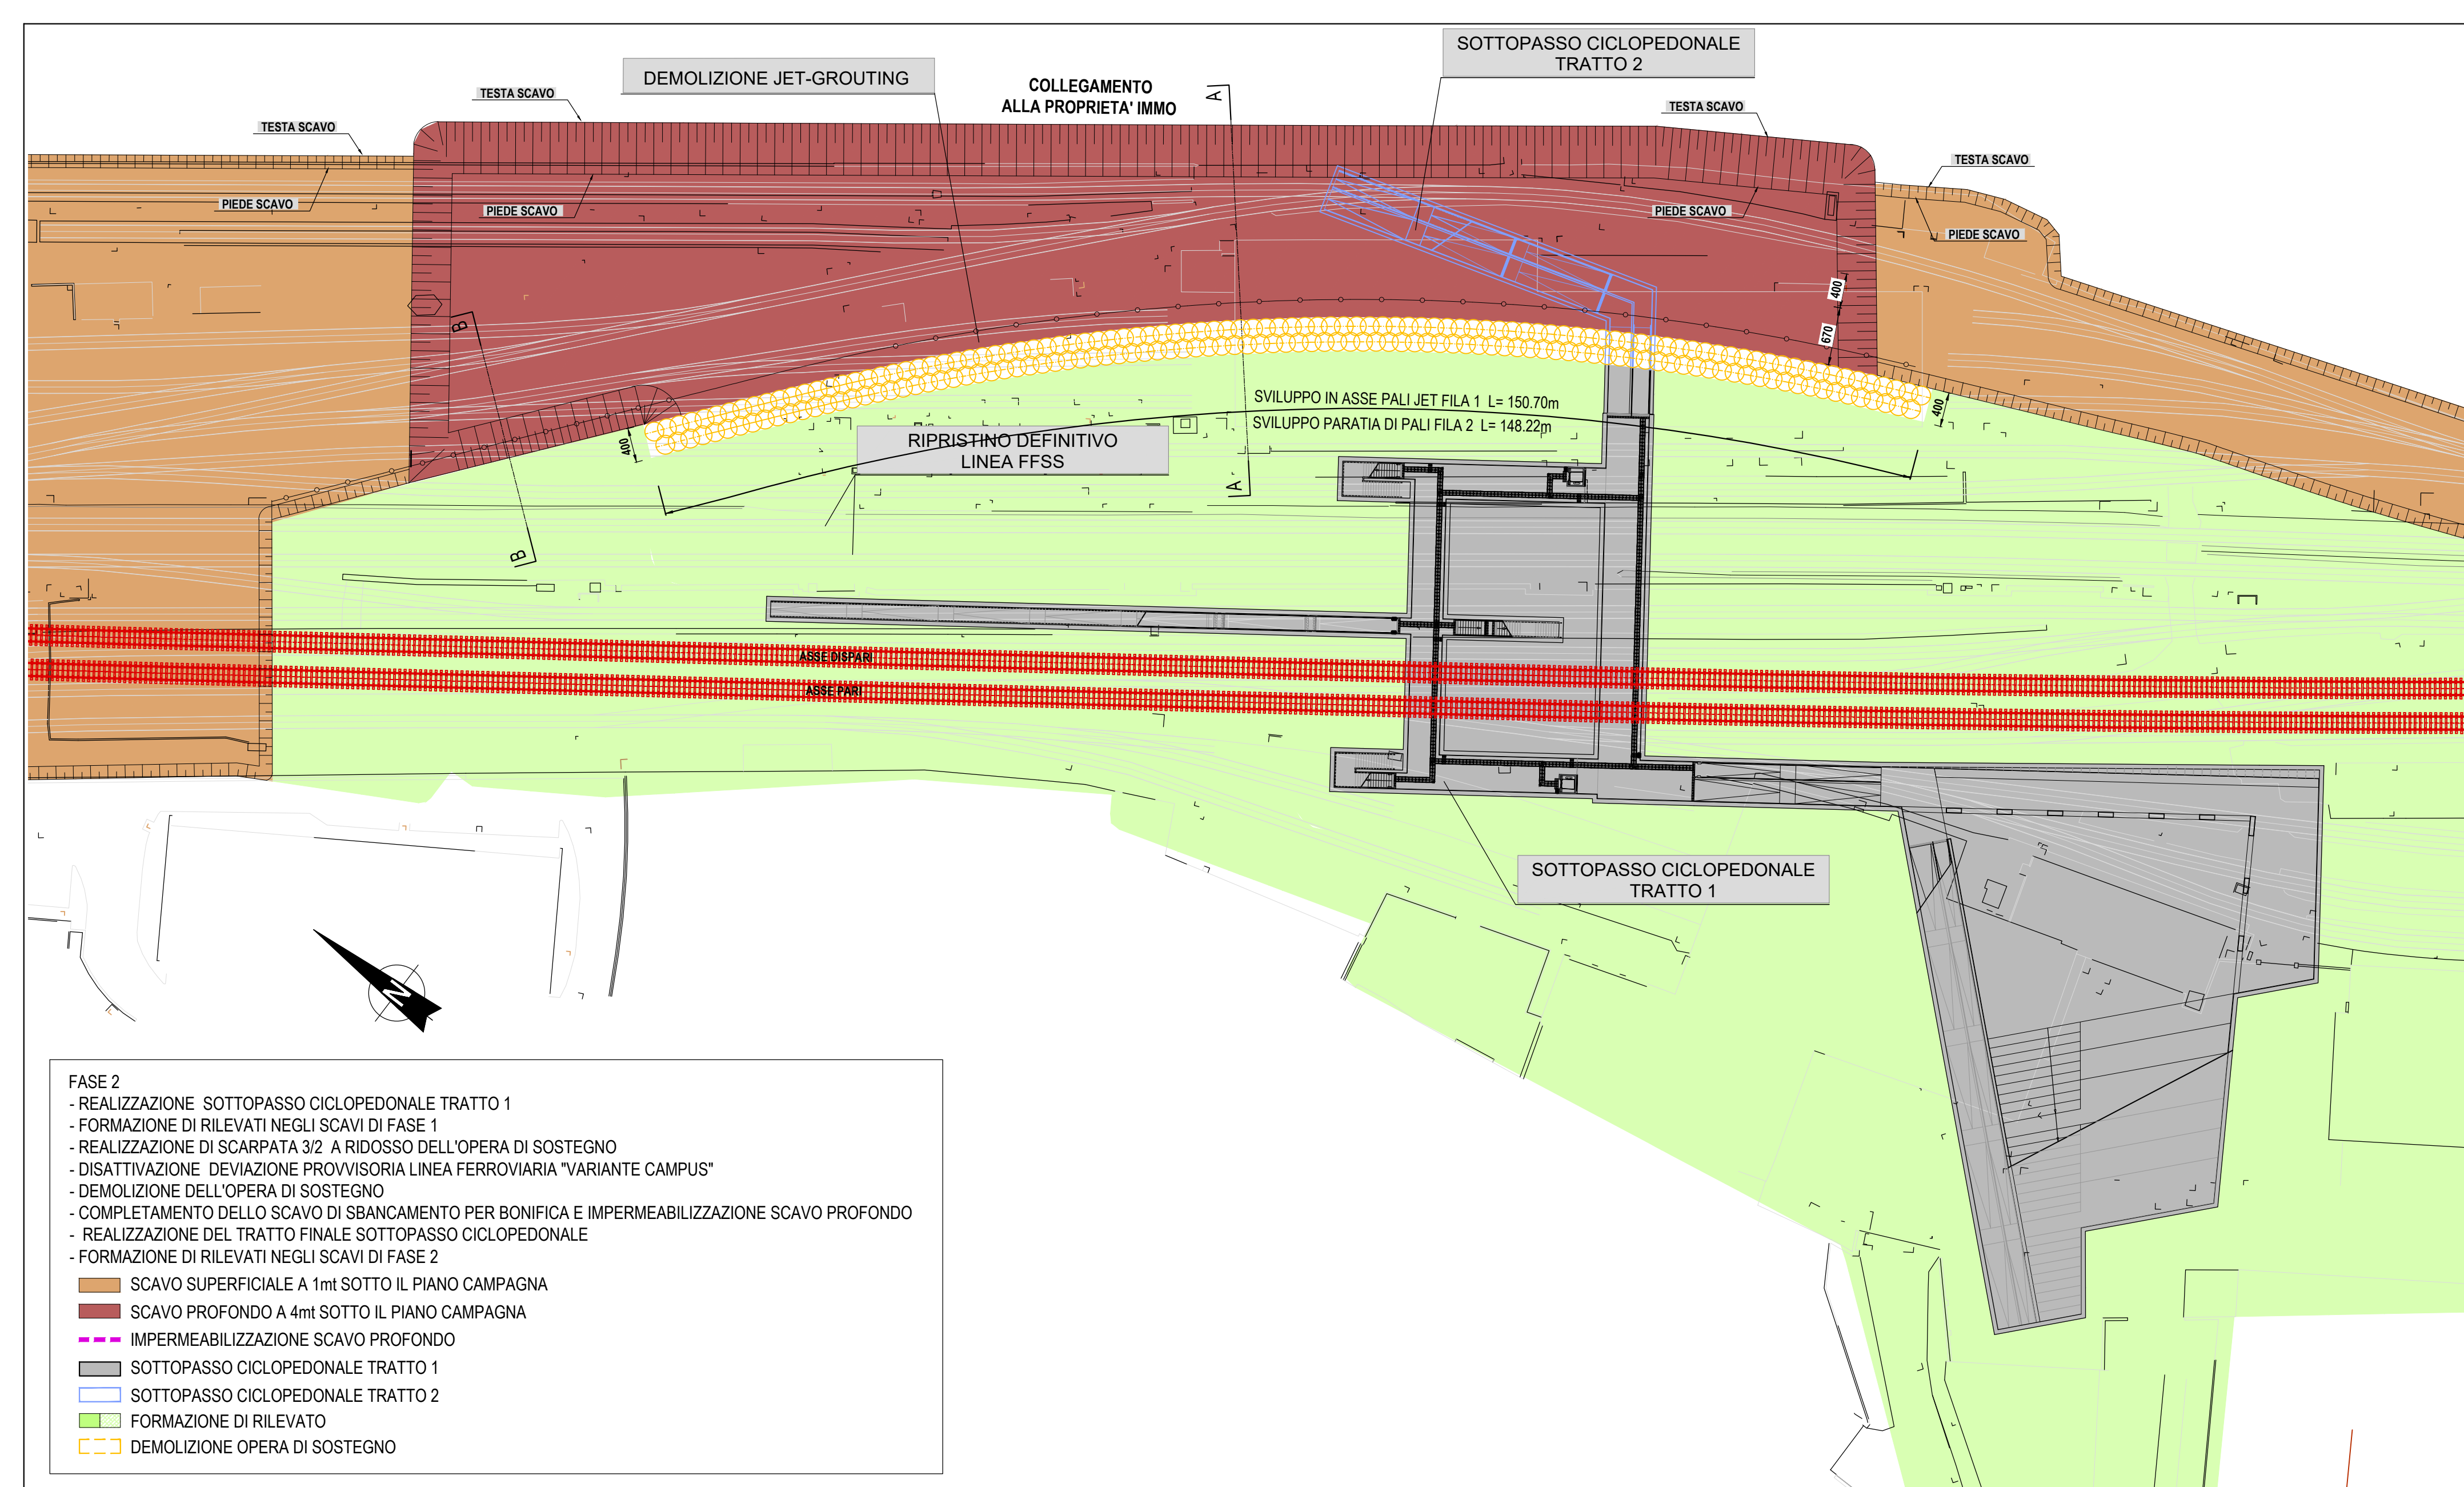 SOTTOPASSO CICLOPEDONALE
TRATTO 2
DEMOLIZIONE JET-GROUTING
COLLEGAMENTO
ALLA PROPRIETA' IMMO
A
TESTA SCAVO
TESTA SCAVO
TESTA SCAVO
TESTA SCAVO
PIEDE SCAVO
PIEDE SCAVO
PIEDE SCAVO
PIEDE SCAVO
400
670
B
SVILUPPO IN ASSE PALI JET FILA 1 L= 150.70m
SVILUPPO PARATIA DI PALI FILA 2 L= 148.22m
400
400
RIPRISTINO DEFINITIVO
LINEA FFSS
A
B
ASSE DISPARI
ASSE PARI
SOTTOPASSO CICLOPEDONALE
TRATTO 1
N
FASE 2
- REALIZZAZIONE SOTTOPASSO CICLOPEDONALE TRATTO 1
- FORMAZIONE DI RILEVATI NEGLI SCAVI DI FASE 1
- REALIZZAZIONE DI SCARPATA 3/2 A RIDOSSO DELL'OPERA DI SOSTEGNO
- DISATTIVAZIONE DEVIAZIONE PROVVISORIA LINEA FERROVIARIA "VARIANTE CAMPUS"
- DEMOLIZIONE DELL'OPERA DI SOSTEGNO
- COMPLETAMENTO DELLO SCAVO DI SBANCAMENTO PER BONIFICA E IMPERMEABILIZZAZIONE SCAVO PROFONDO
- REALIZZAZIONE DEL TRATTO FINALE SOTTOPASSO CICLOPEDONALE
- FORMAZIONE DI RILEVATI NEGLI SCAVI DI FASE 2
SCAVO SUPERFICIALE A 1mt SOTTO IL PIANO CAMPAGNA
SCAVO PROFONDO A 4mt SOTTO IL PIANO CAMPAGNA
IMPERMEABILIZZAZIONE SCAVO PROFONDO
SOTTOPASSO CICLOPEDONALE TRATTO 1
SOTTOPASSO CICLOPEDONALE TRATTO 2
FORMAZIONE DI RILEVATO
DEMOLIZIONE OPERA DI SOSTEGNO